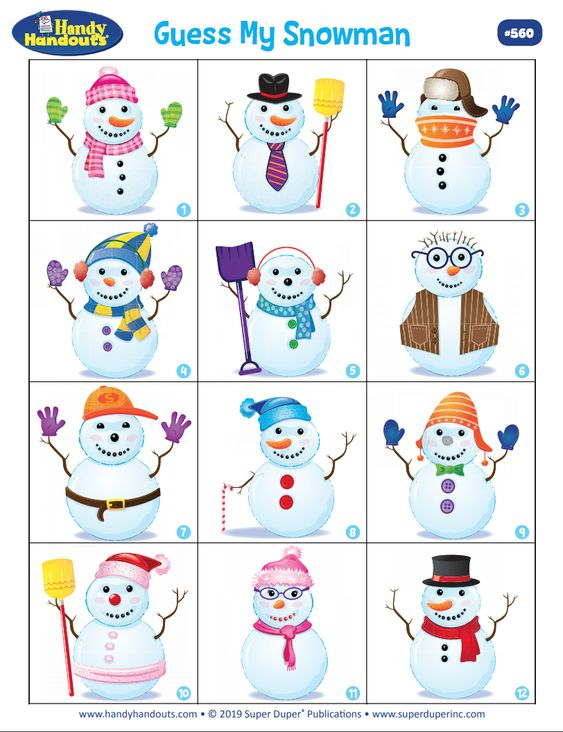 Handy
Handouts®
Guess My Snowman
#560
1
2
3
4
5
6
S
7
8
9
10
11
12
www.handyhandouts.com • © 2019 Super Duper® Publications • www.superduperinc.com